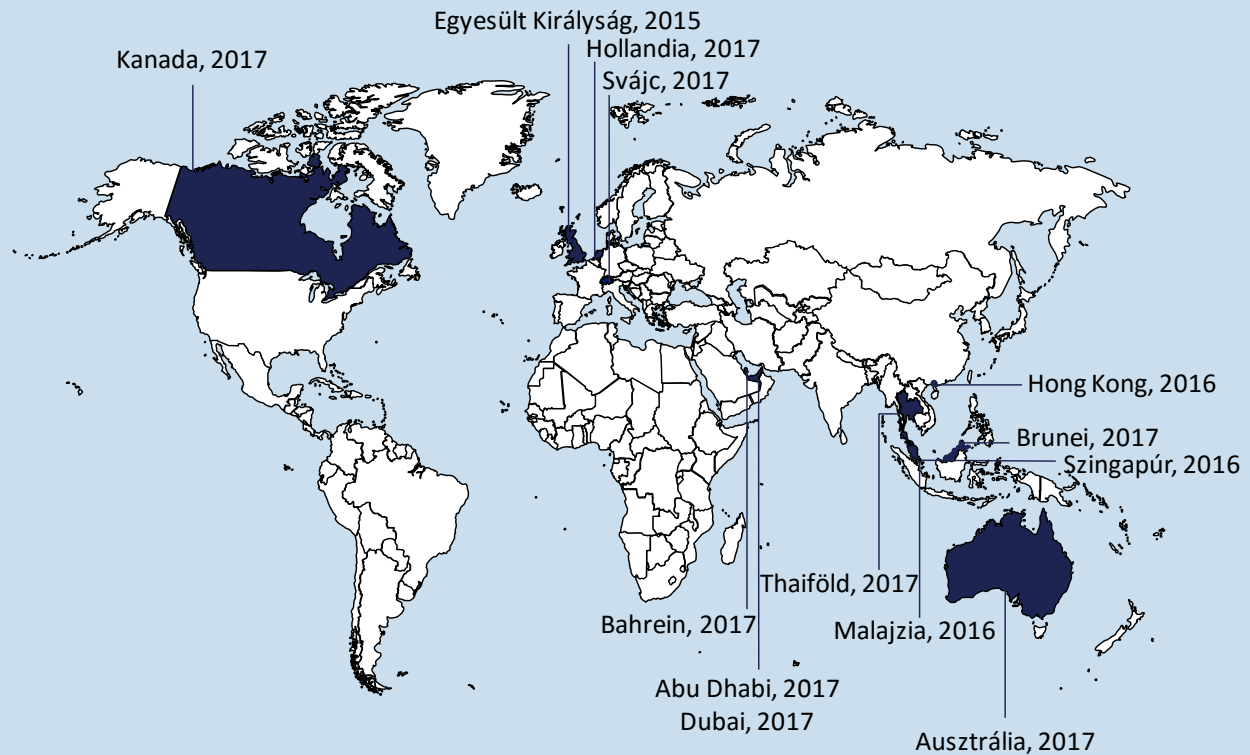 Egyesült Királyság, 2015
Hollandia, 2017
Kanada, 2017
Svájc, 2017
Hong Kong, 2016
Brunei, 2017
Szingapúr, 2016
Thaiföld, 2017
Bahrein, 2017
Malajzia, 2016
Abu Dhabi, 2017
Dubai, 2017
Ausztrália, 2017